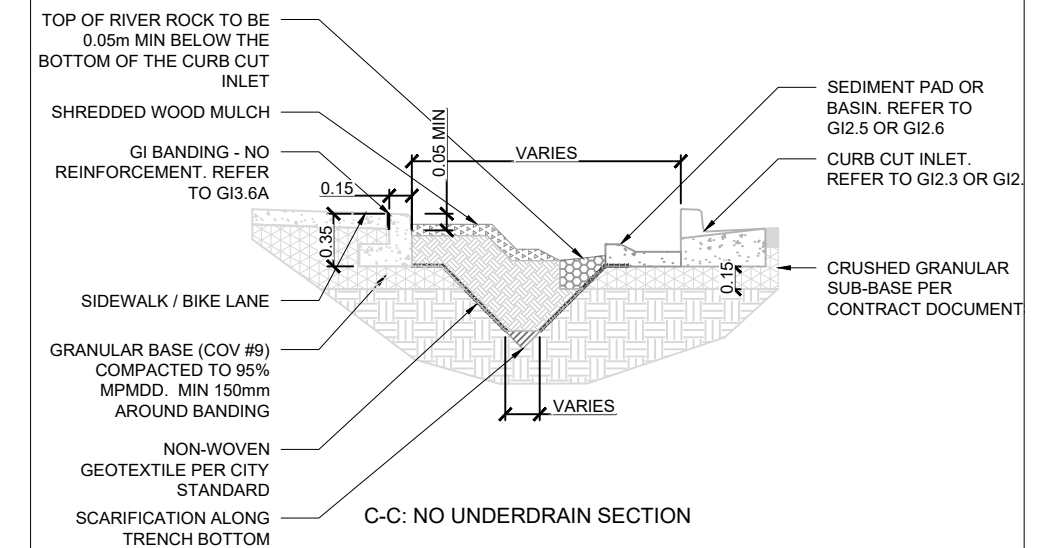 TOP OF RIVER ROCK TO BE
0.05m MIN BELOW THE
BOTTOM OF THE CURB CUT
INLET
SHREDDED WOOD MULCH
GI BANDING - NO
REINFORCEMENT. REFER
TO GI3.6A
SIDEWALK / BIKE LANE
GRANULAR BASE (COV #9)
COMPACTED TO 95%
MPMDD. MIN 150mm
AROUND BANDING
NON-WOVEN
GEOTEXTILE PER CITY
STANDARD
SCARIFICATION ALONG
TRENCH BOTTOM
0.15
0.35
0.05 MIN
VARIES
VARIES
0.15
SEDIMENT PAD OR
BASIN. REFER TO
GI2.5 OR GI2.6
CURB CUT INLET.
REFER TO GI2.3 OR GI2.
CRUSHED GRANULAR
SUB-BASE PER
CONTRACT DOCUMENT
C-C: NO UNDERDRAIN SECTION